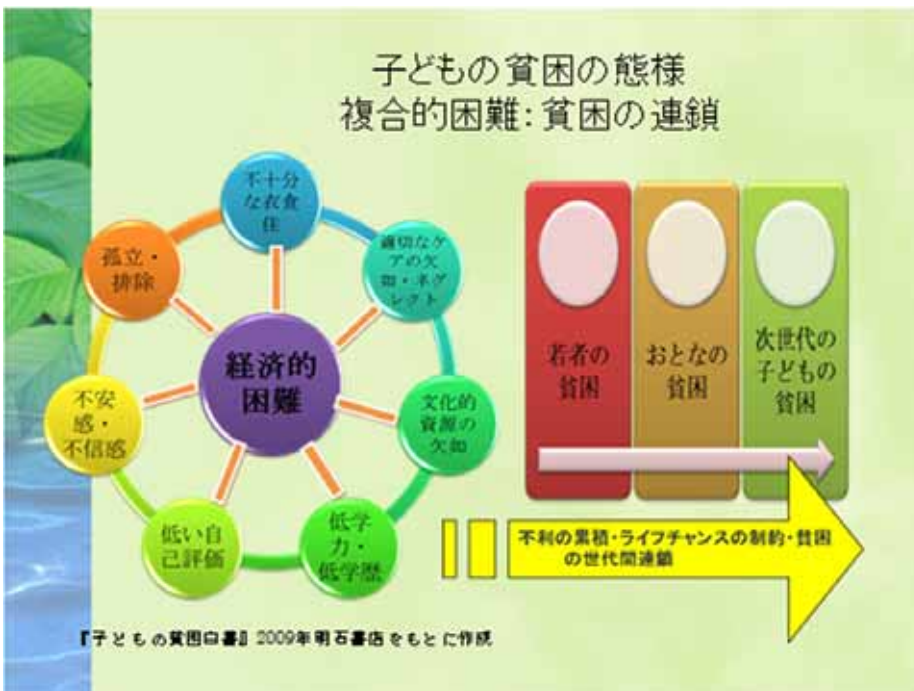 子どもの貧困の態様
複合的困難:貧困の連鎖
不十分
な衣食
住
適切なケ
アの欠
如・ネグ
レクト
文化的
資源の
欠如
低学
力・
低学歴
低い自
己評価
不安
感・
不信感
孤立・
排除
経済的
困難
若者の
貧困
おとなの
貧困
次世代の
子どもの
貧困
不利の累積・ライフチャンスの制約・貧困
の世代間連鎖
『子どもの貧困白書』2009年明石書店をもとに作成